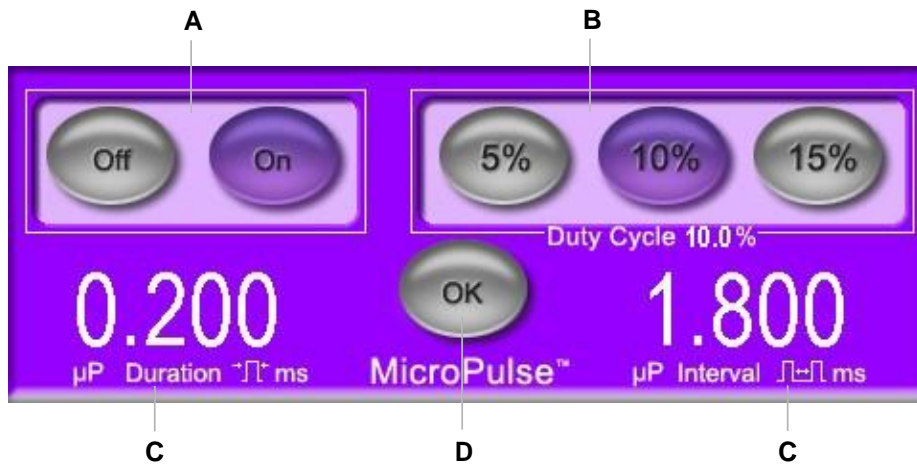 A B
Off On 5% 10% 15%
Duty Cycle 10.0%
OK
0.200 1.800
µP Duration ms MicroPulse™ µP Interval ms
C D C